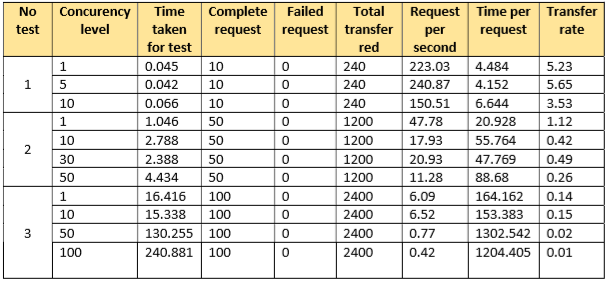 No test Concurency level Time taken for test Complete request Failed request Total transfer red Request per second Time per request Transfer rate
1 1 0.045 10 0 240 223.03 4.484 5.23
5 0.042 10 0 240 240.87 4.152 5.65
10 0.066 10 0 240 150.51 6.644 3.53
2 1 1.046 50 0 1200 47.78 20.928 1.12
10 2.788 50 0 1200 17.93 55.764 0.42
30 2.388 50 0 1200 20.93 47.769 0.49
50 4.434 50 0 1200 11.28 88.68 0.26
3 1 16.416 100 0 2400 6.09 164.162 0.14
10 15.338 100 0 2400 6.52 153.383 0.15
50 130.255 100 0 2400 0.77 1302.542 0.02
100 240.881 100 0 2400 0.42 1204.405 0.01